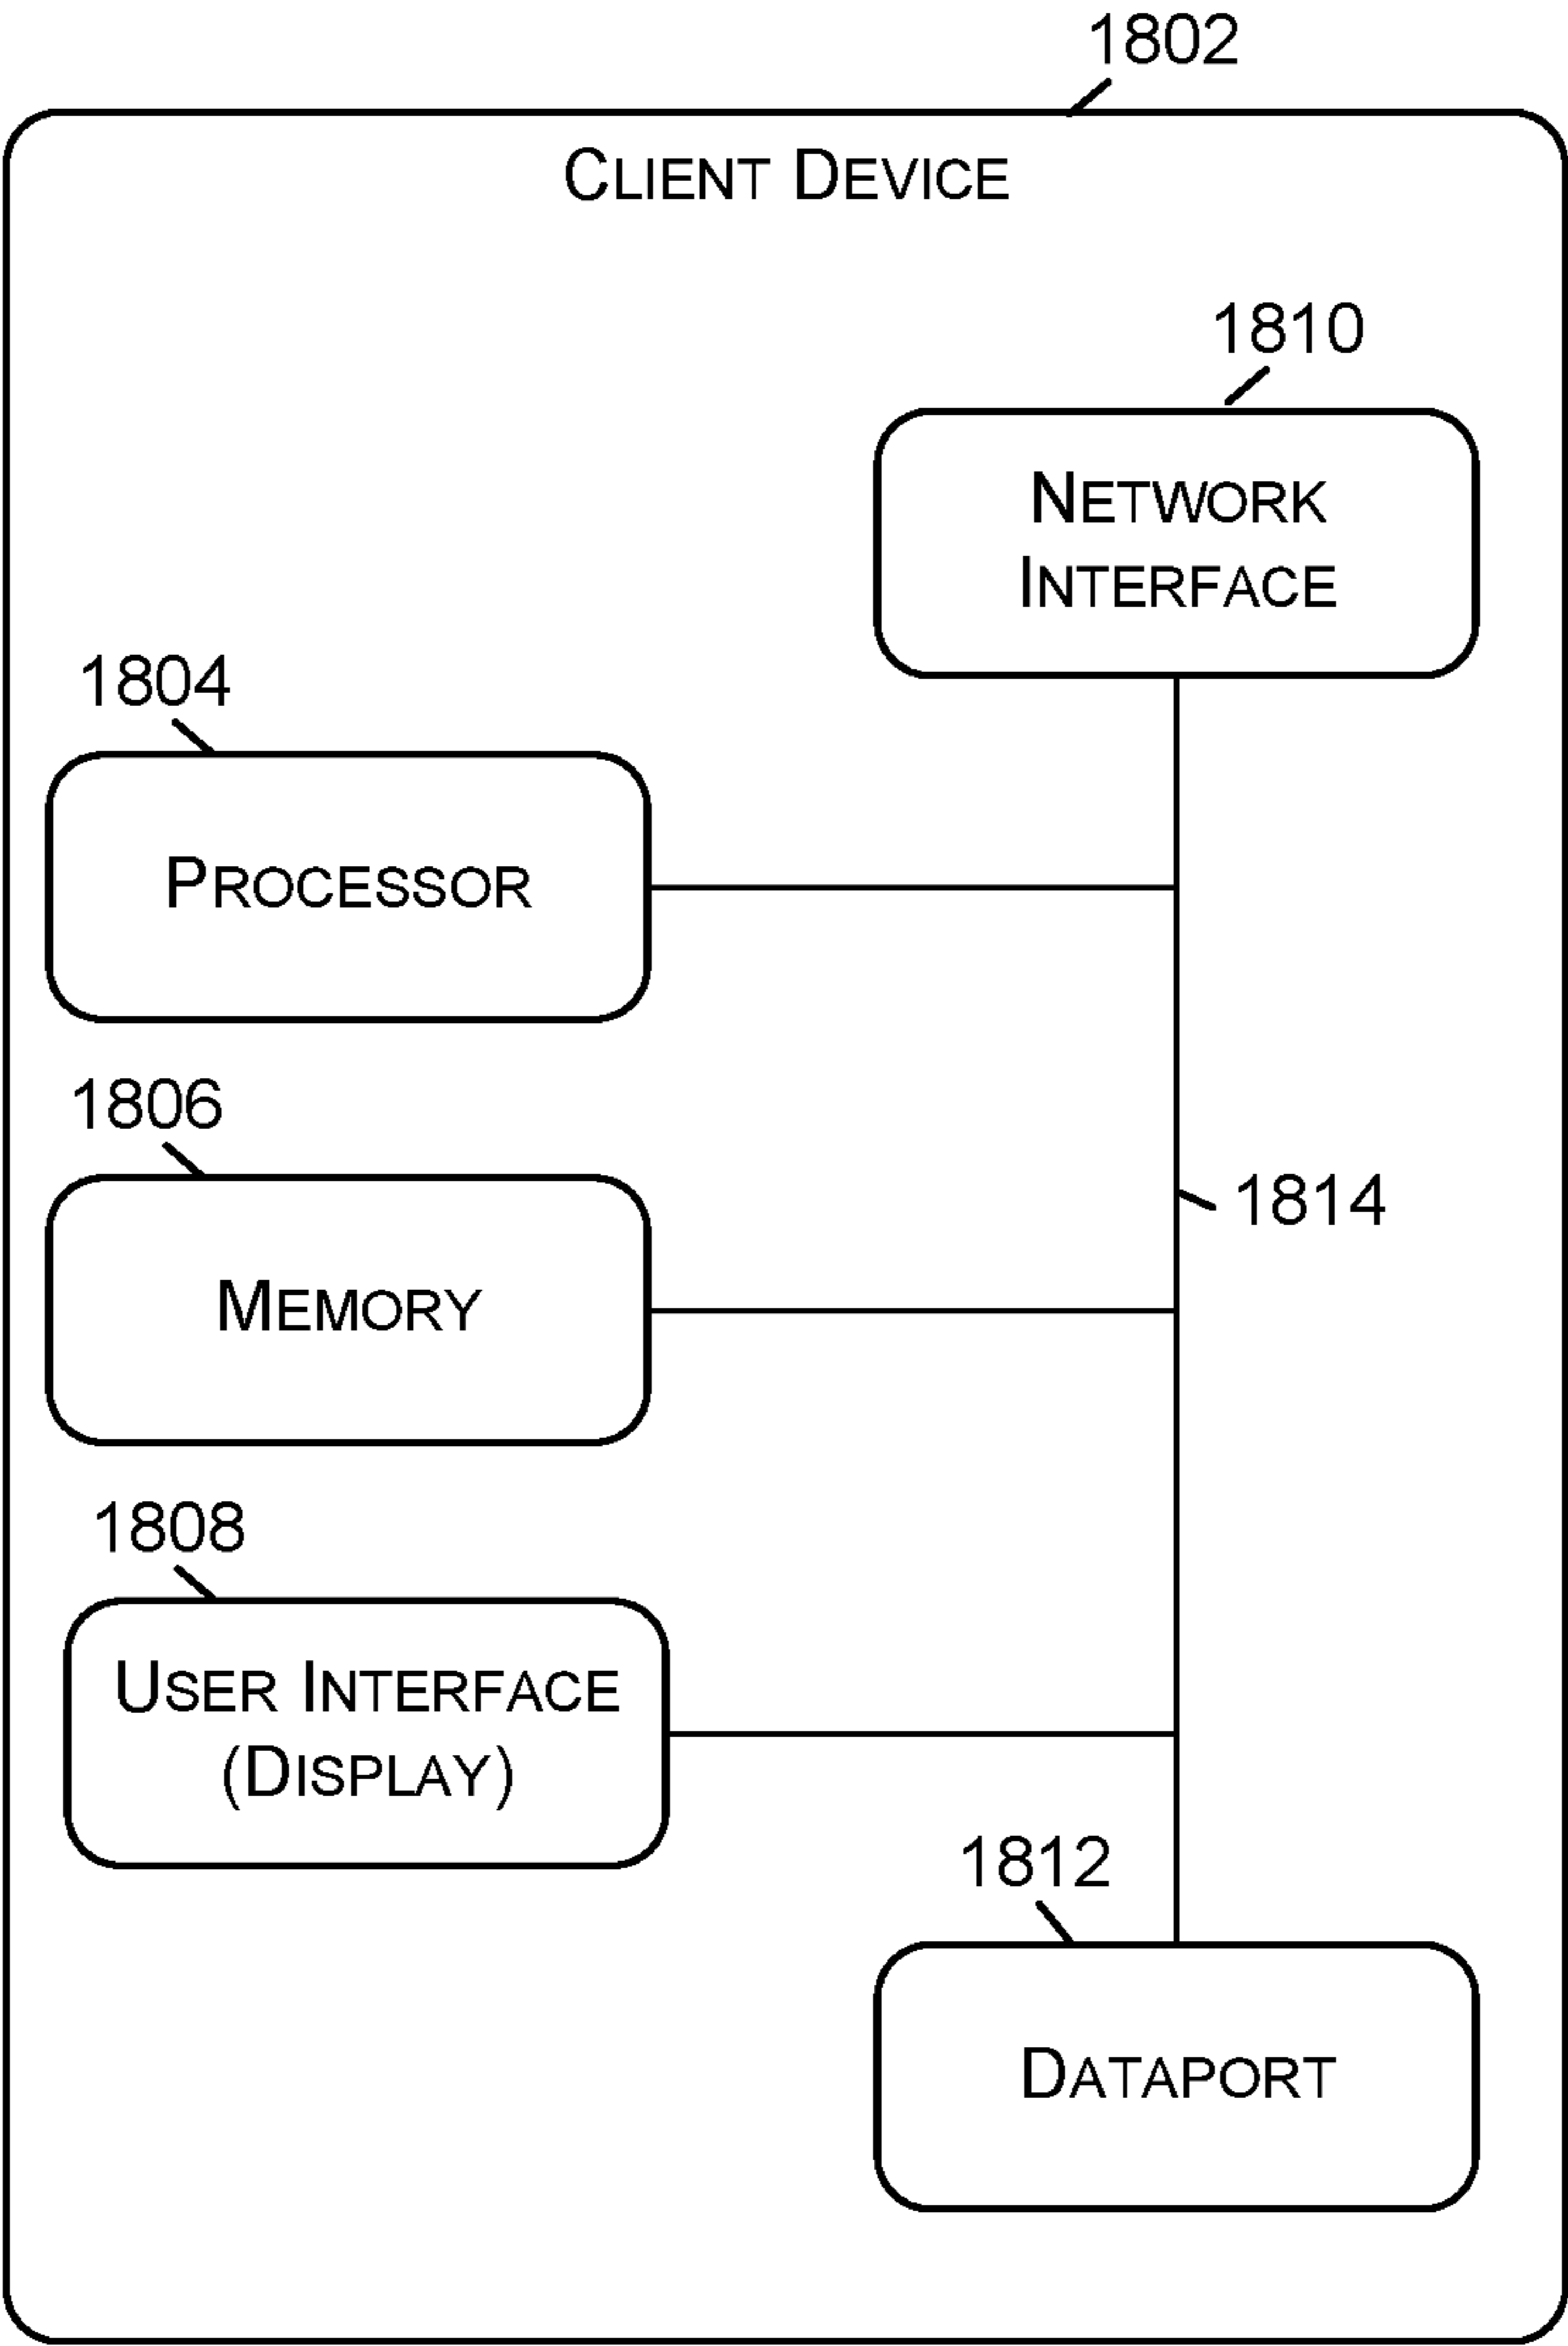 1802
CLIENT DEVICE
1810
NETWORK
INTERFACE
1804
PROCESSOR
1806
1814
MEMORY
1808
USER INTERFACE
(DISPLAY)
1812
DATAPORT